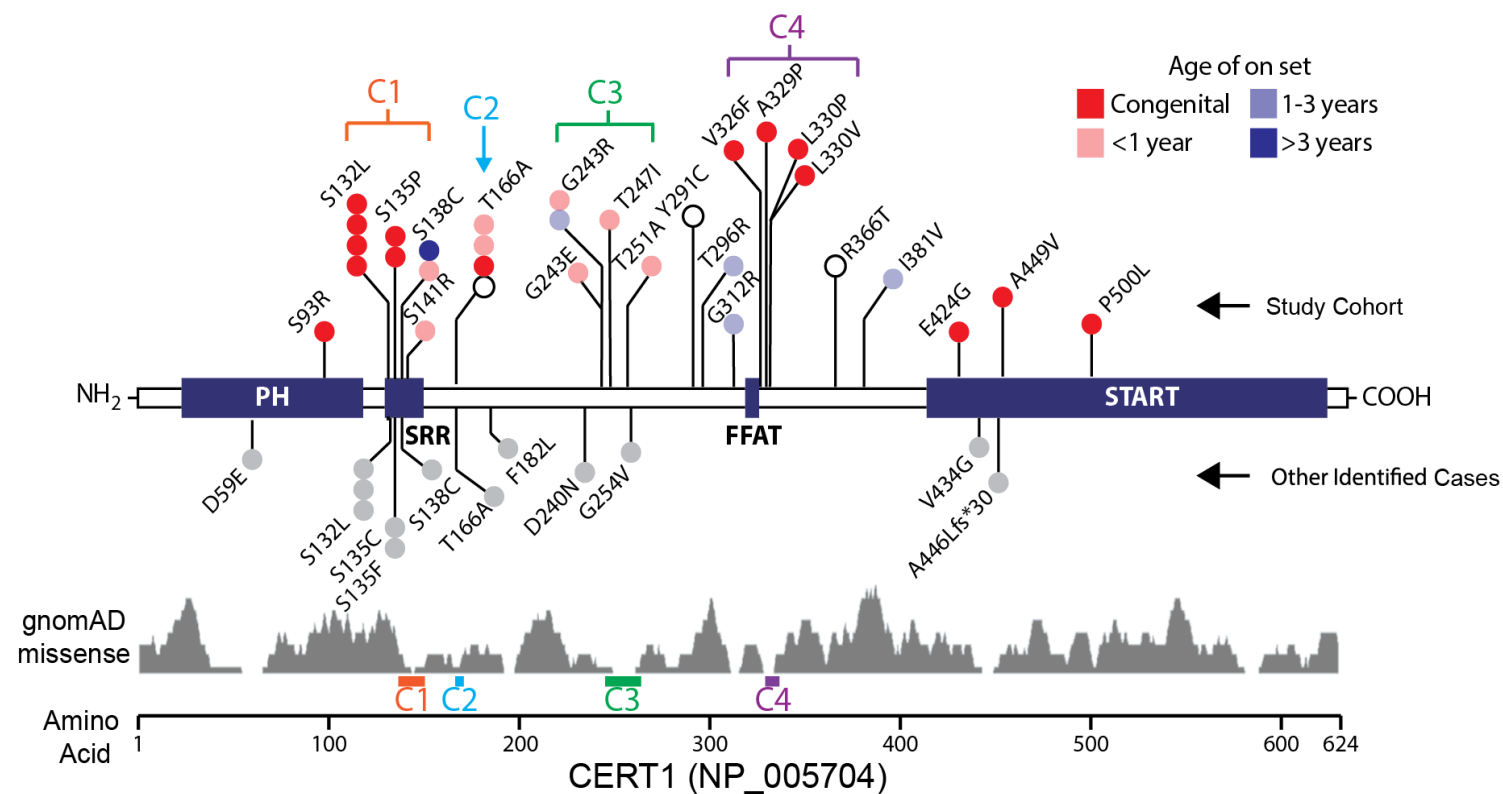 C4
C1
C2
C3
Age of on set
Congenital
1-3 years
<1 year
>3 years
S132L
S135P
S138C
S141R
T166A
G243R
T247I
G243E
T251A
Y291C
T296R
G312R
V326F
A329P
L330P
L330V
R366T
I381V
S93R
E424G
A449V
P500L
Study Cohort
NH2
PH
START
COOH
SRR
FFAT
D59E
S132L
S135C
S135F
S138C
T166A
F182L
D240N
G254V
V434G
A446Lfs*30
Other Identified Cases
gnomAD
missense
C1
C2
C3
C4
Amino
Acid
1
100
200
300
400
500
600
624
CERT1 (NP_005704)